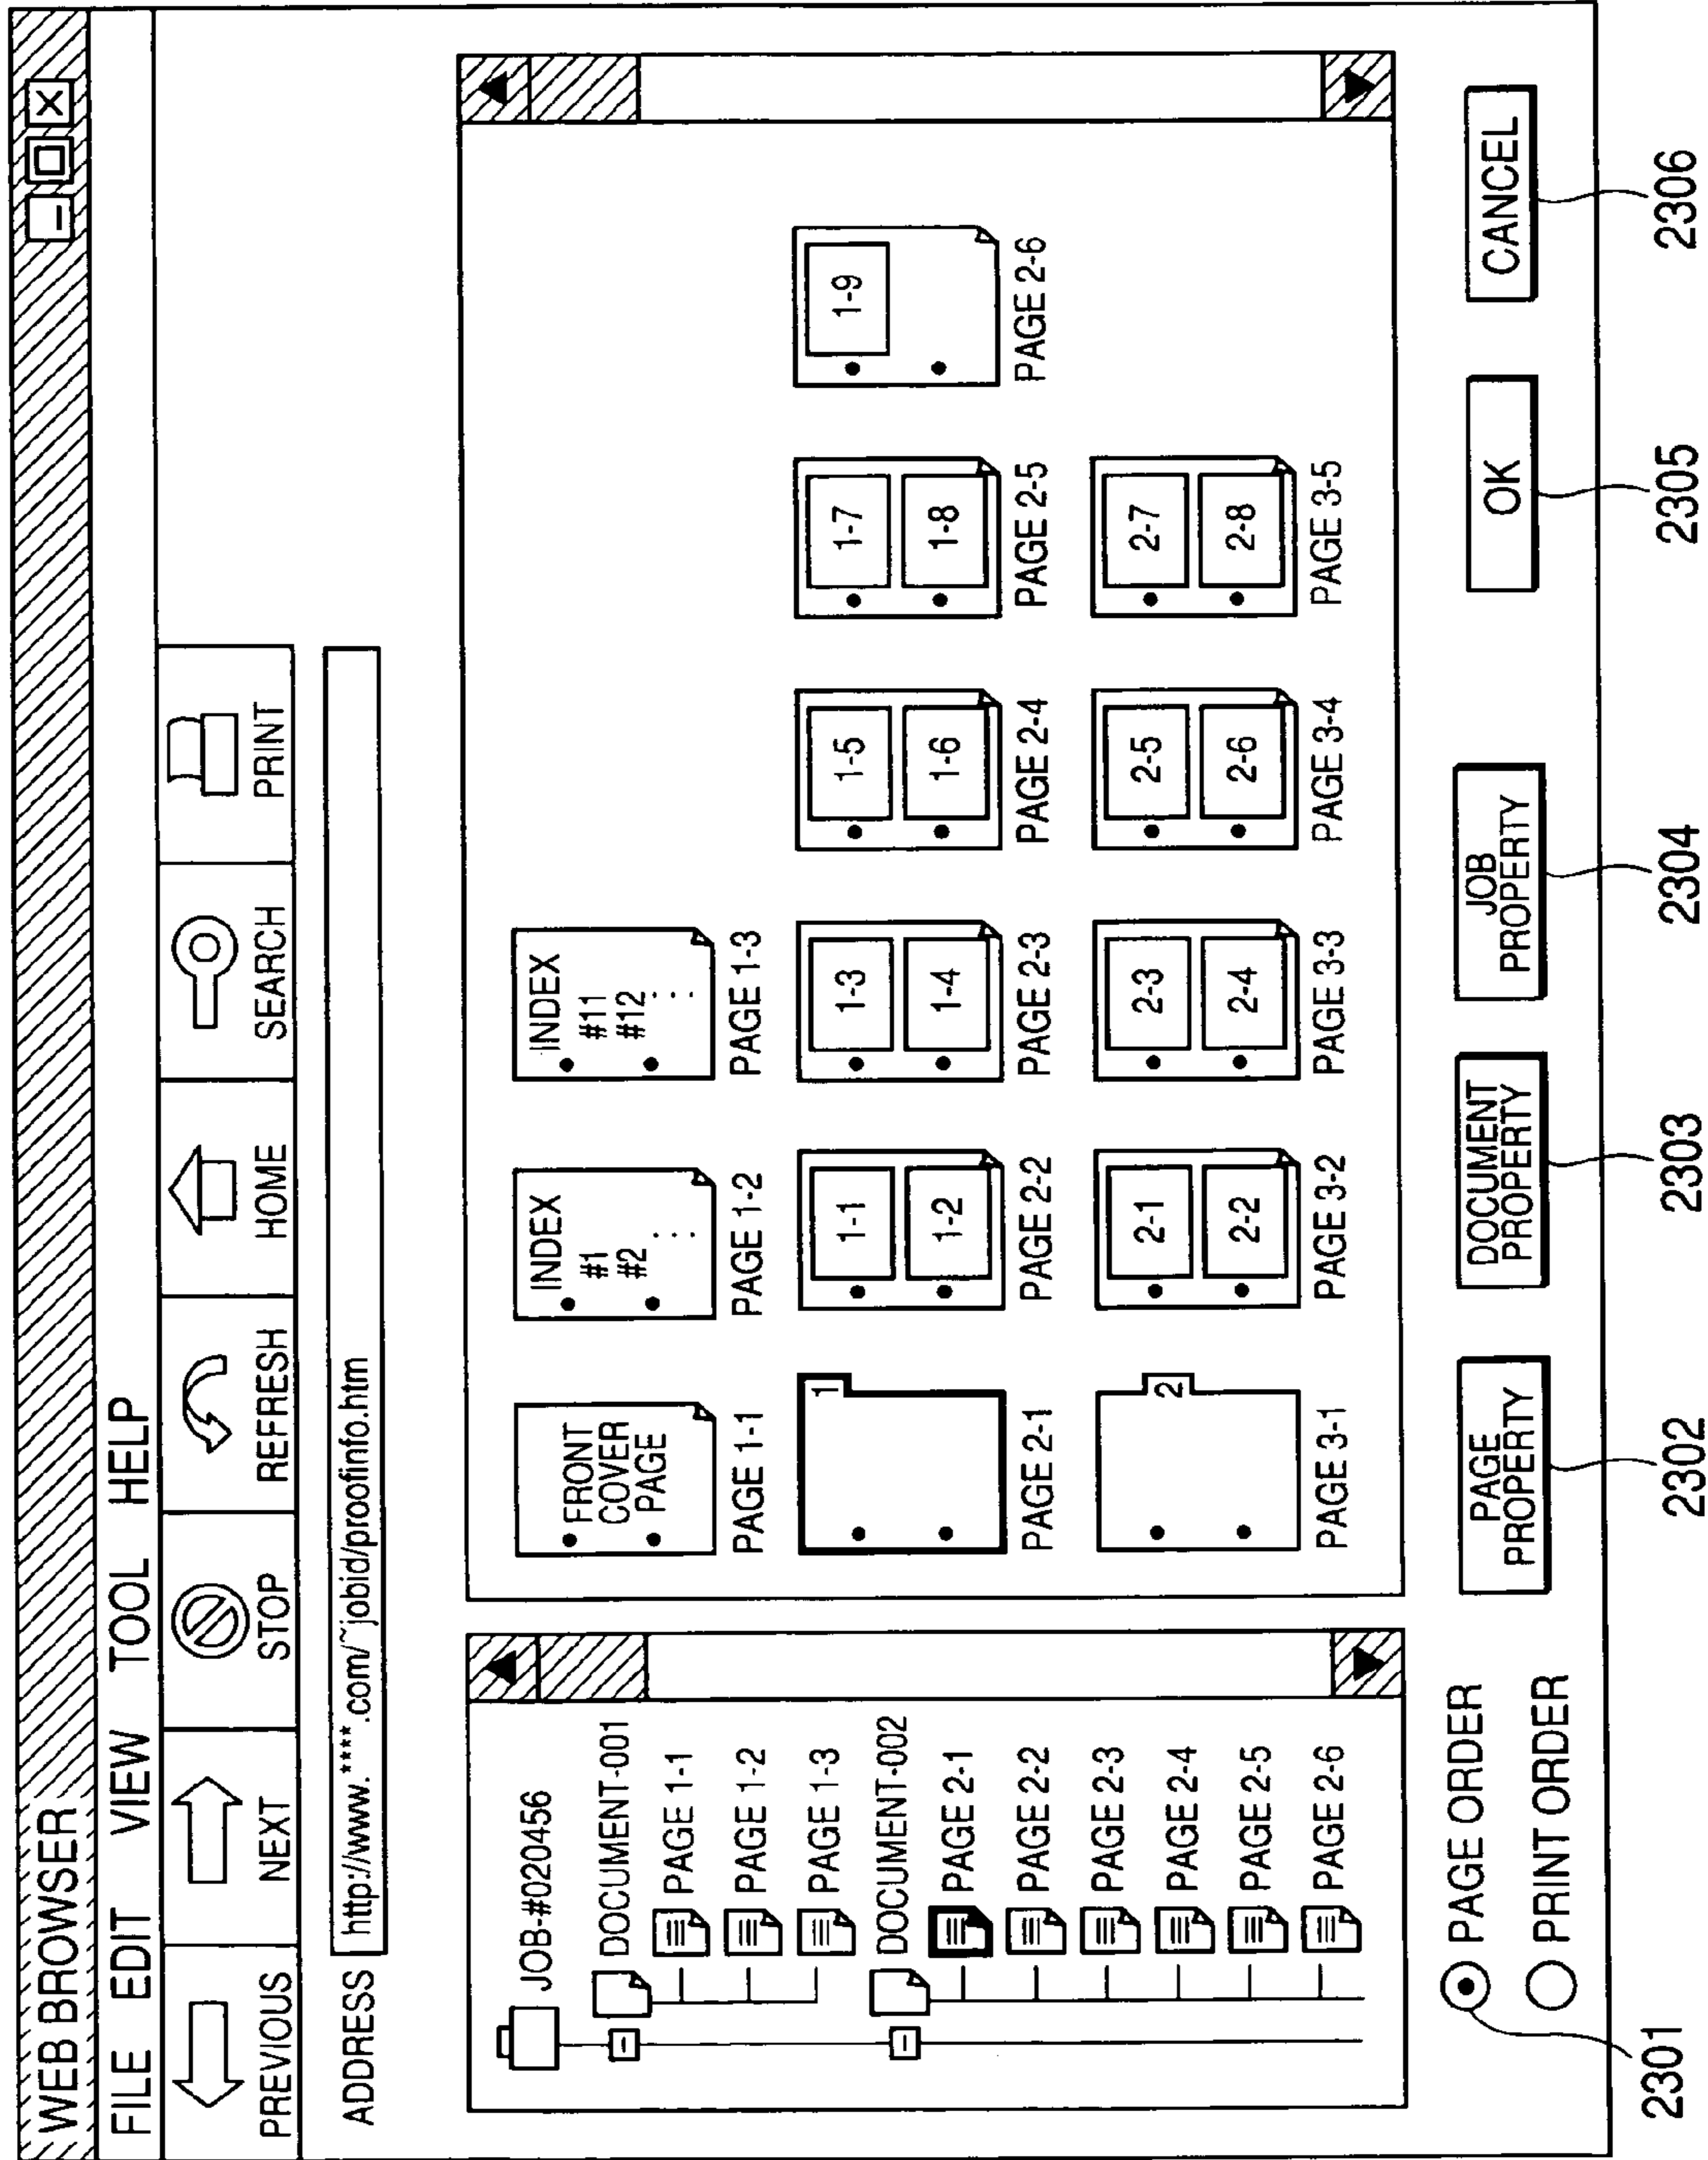 WEB BROWSER
FILE EDIT VIEW TOOL HELP
PREVIOUS NEXT STOP REFRESH HOME SEARCH PRINT
ADDRESS http://www.****.com/~jobid/proofinfo.htm
JOB-#020456
DOCUMENT-001
PAGE 1-1
PAGE 1-2
PAGE 1-3
DOCUMENT-002
PAGE 2-1
PAGE 2-2
PAGE 2-3
PAGE 2-4
PAGE 2-5
PAGE 2-6
FRONT
COVER
PAGE
INDEX
#1
#2
:
INDEX
#11
#12
:
PAGE 1-1 PAGE 1-2 PAGE 1-3
1
1-1
1-2
1-3
1-4
1-5
1-6
1-7
1-8
1-9
PAGE 2-1 PAGE 2-2 PAGE 2-3 PAGE 2-4 PAGE 2-5 PAGE 2-6
2
2-1
2-2
2-3
2-4
2-5
2-6
2-7
2-8
PAGE 3-1 PAGE 3-2 PAGE 3-3 PAGE 3-4 PAGE 3-5
PAGE ORDER
PRINT ORDER
PAGE
PROPERTY
DOCUMENT
PROPERTY
JOB
PROPERTY
OK
CANCEL
2301 2302 2303 2304 2305 2306